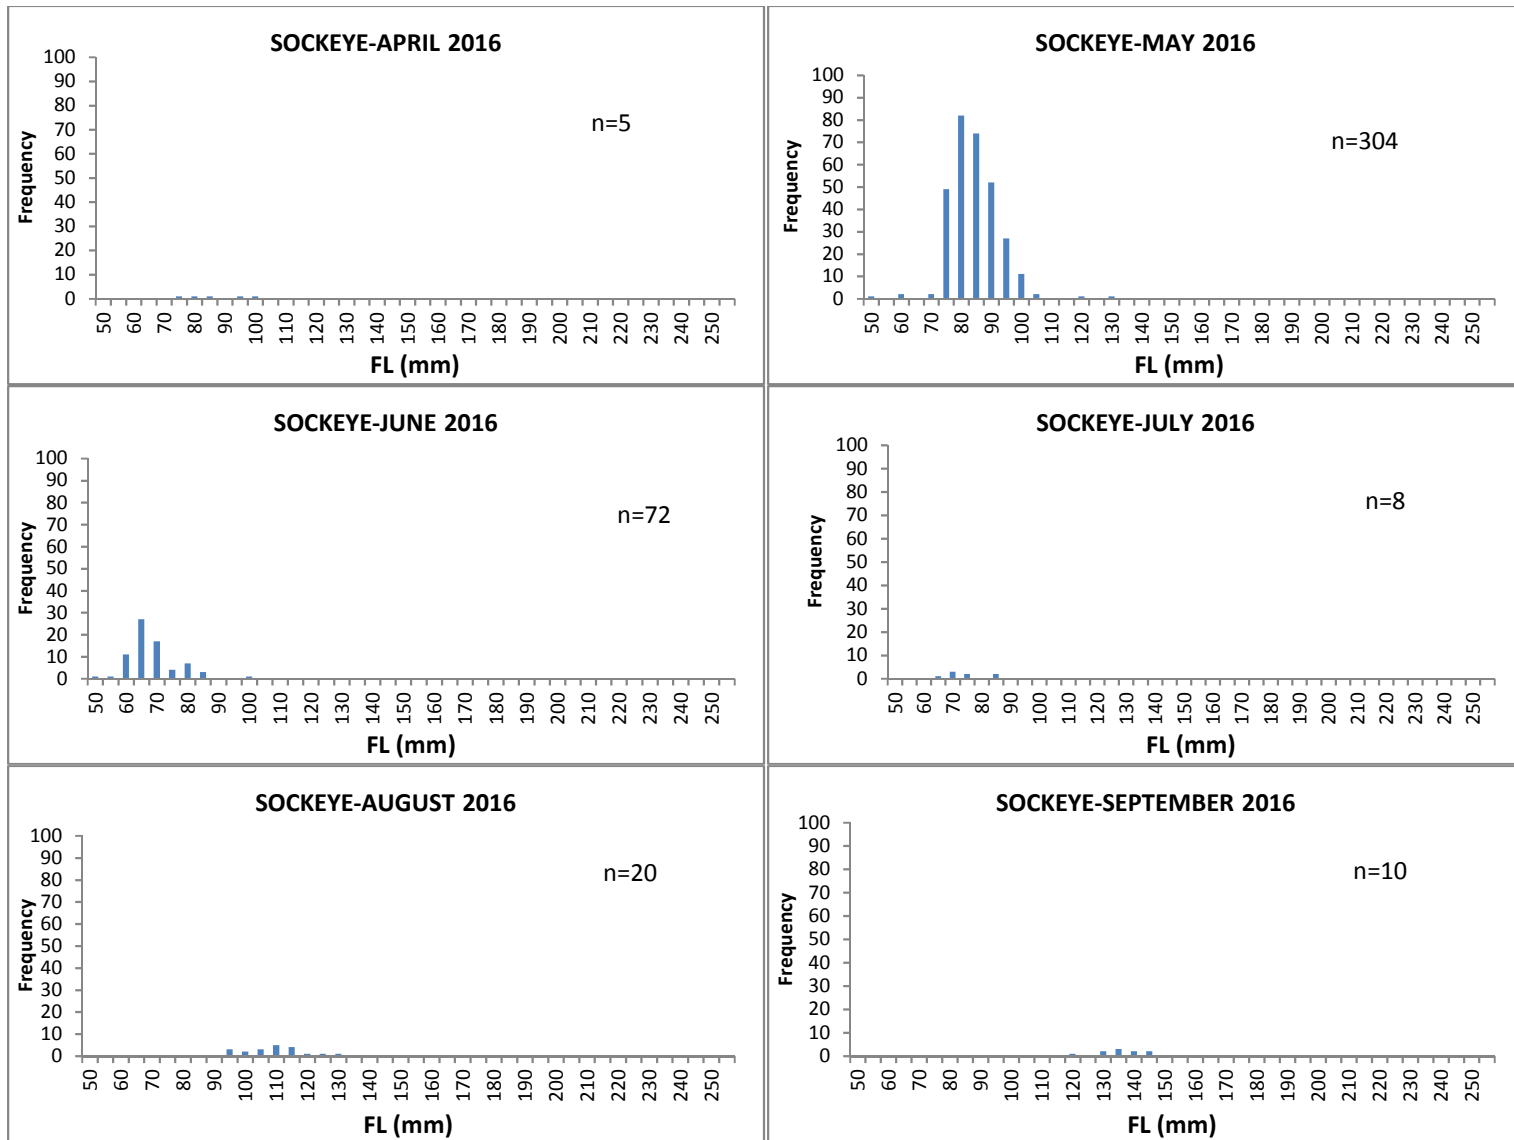 SOCKEYE-APRIL 2016
100
90
80
70
60
50
40
30
20
10
0
Frequency
n=5
50 60 70 80 90 100 110 120 130 140 150 160 170 180 190 200 210 220 230 240 250
FL (mm)
SOCKEYE-MAY 2016
100
90
80
70
60
50
40
30
20
10
0
Frequency
n=304
50 60 70 80 90 100 110 120 130 140 150 160 170 180 190 200 210 220 230 240 250
FL (mm)
SOCKEYE-JUNE 2016
100
90
80
70
60
50
40
30
20
10
0
Frequency
n=72
50 60 70 80 90 100 110 120 130 140 150 160 170 180 190 200 210 220 230 240 250
FL (mm)
SOCKEYE-JULY 2016
100
90
80
70
60
50
40
30
20
10
0
Frequency
n=8
50 60 70 80 90 100 110 120 130 140 150 160 170 180 190 200 210 220 230 240 250
FL (mm)
SOCKEYE-AUGUST 2016
100
90
80
70
60
50
40
30
20
10
0
Frequency
n=20
50 60 70 80 90 100 110 120 130 140 150 160 170 180 190 200 210 220 230 240 250
FL (mm)
SOCKEYE-SEPTEMBER 2016
100
90
80
70
60
50
40
30
20
10
0
Frequency
n=10
50 60 70 80 90 100 110 120 130 140 150 160 170 180 190 200 210 220 230 240 250
FL (mm)